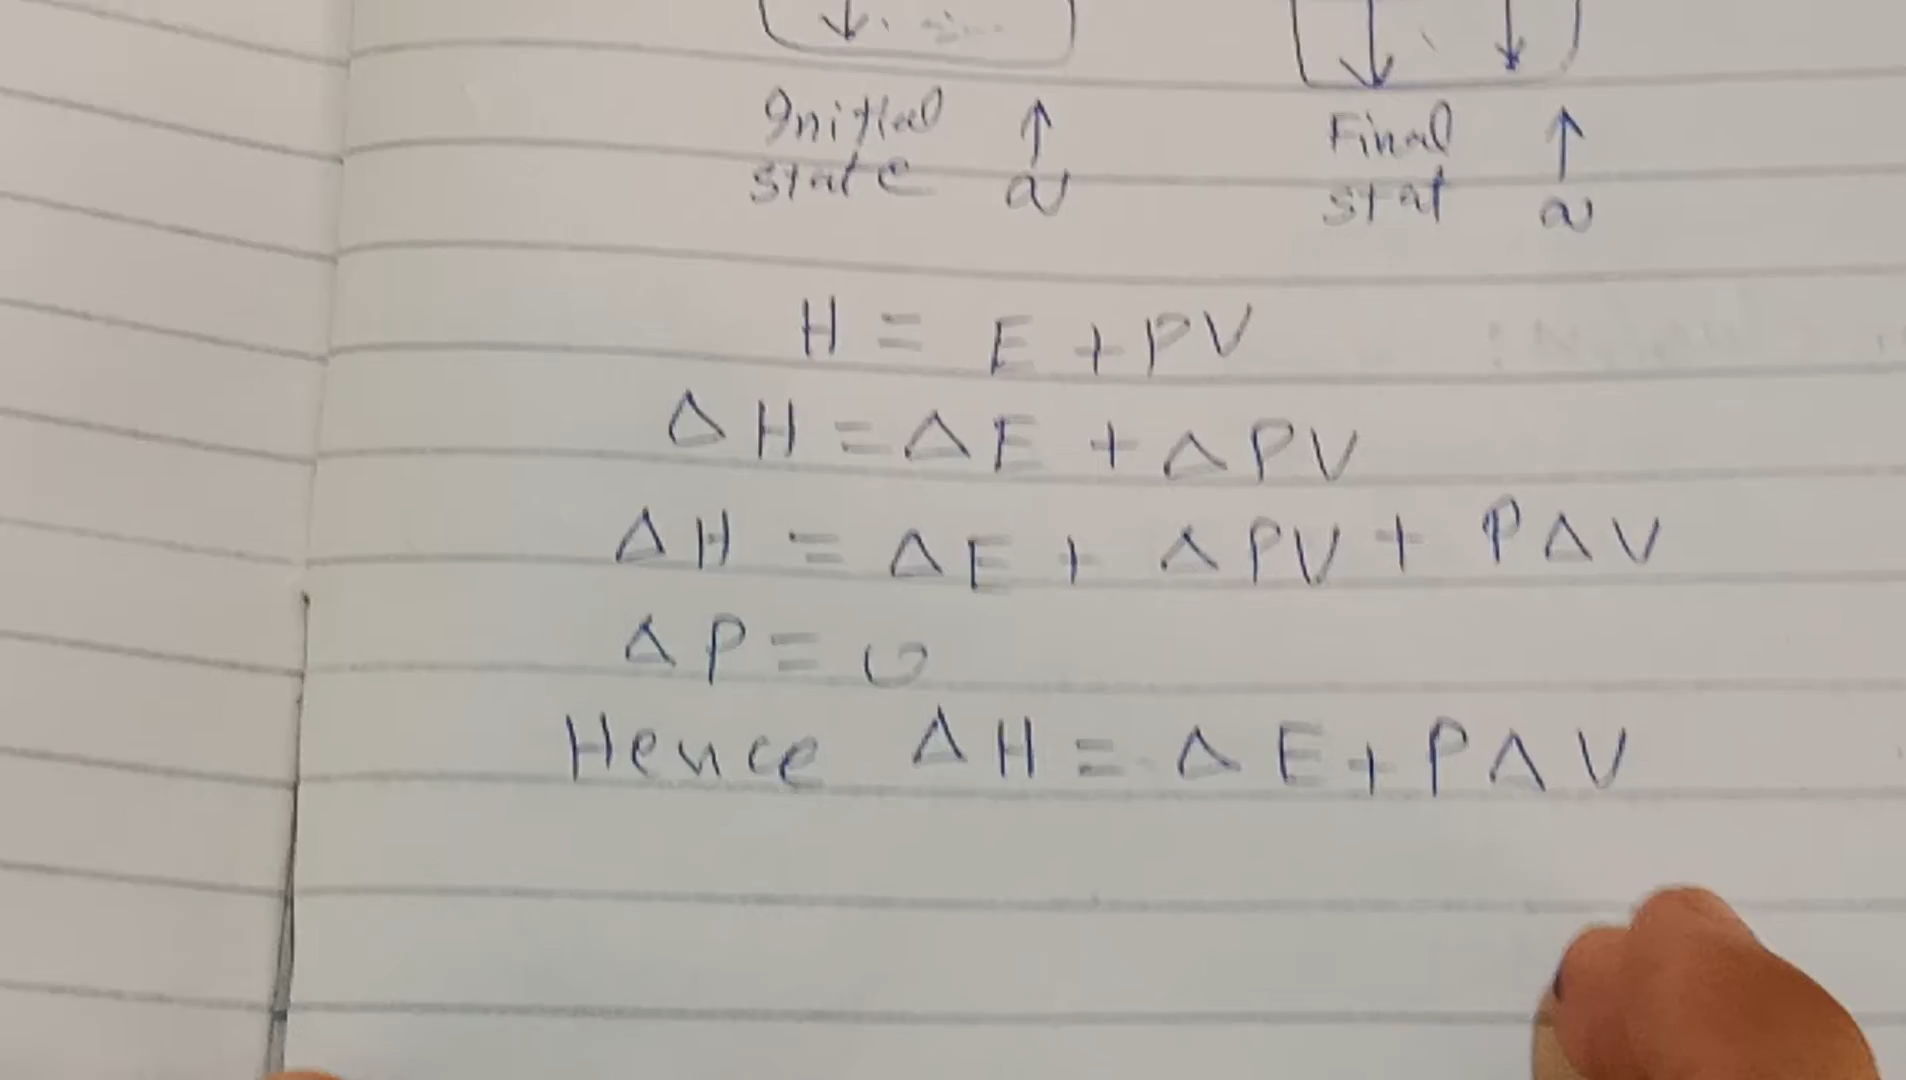 Initial ↑ Final ↑
state a stat a
H = E + PV
ΔH = ΔE + ΔPV
ΔH = ΔE + ΔPV + PΔV
ΔP = 0
Hence ΔH = ΔE + PΔV